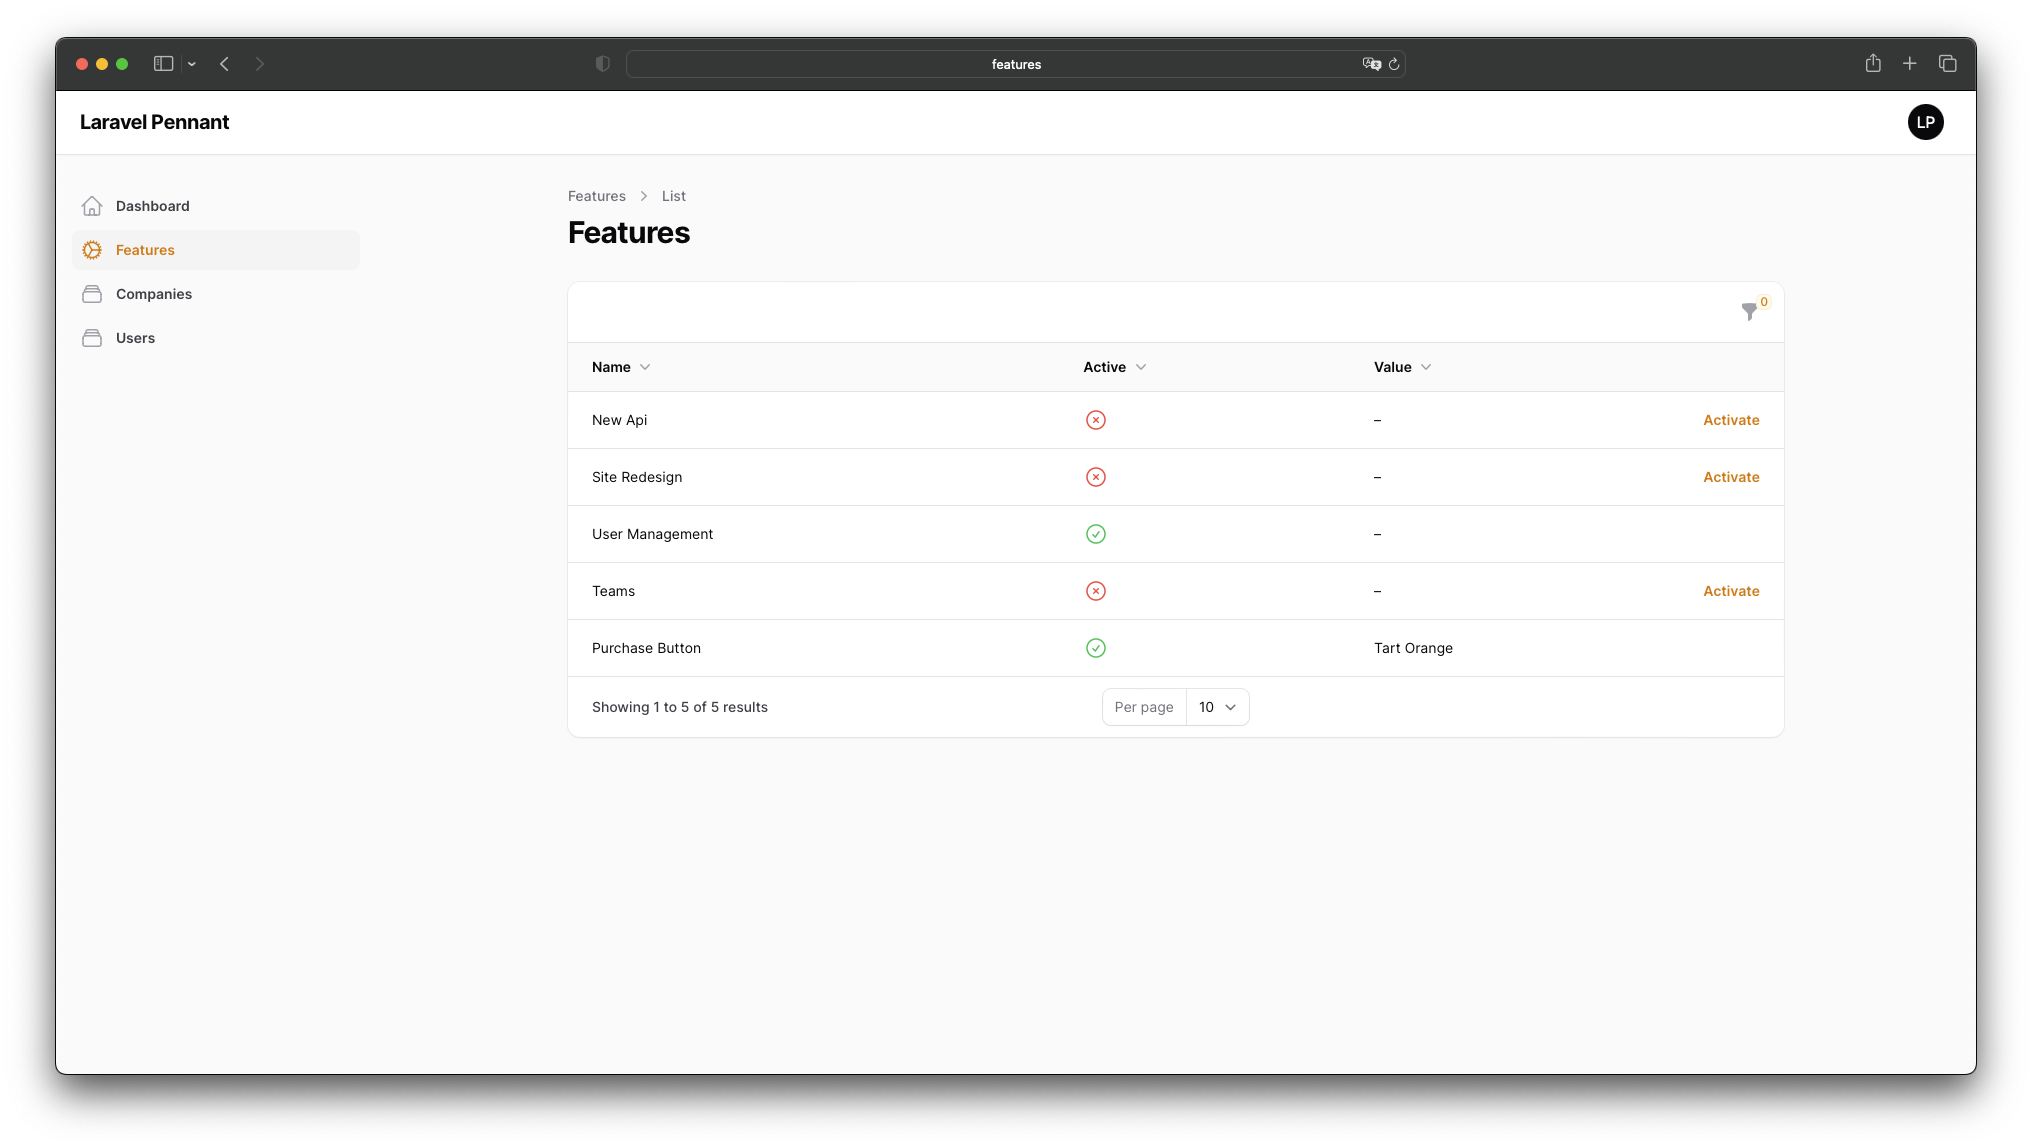 features
Laravel Pennant
LP
Dashboard
Features
Companies
Users
Features List
Features
0
Name Active Value
New Api – Activate
Site Redesign – Activate
User Management –
Teams – Activate
Purchase Button Tart Orange
Showing 1 to 5 of 5 results Per page 10